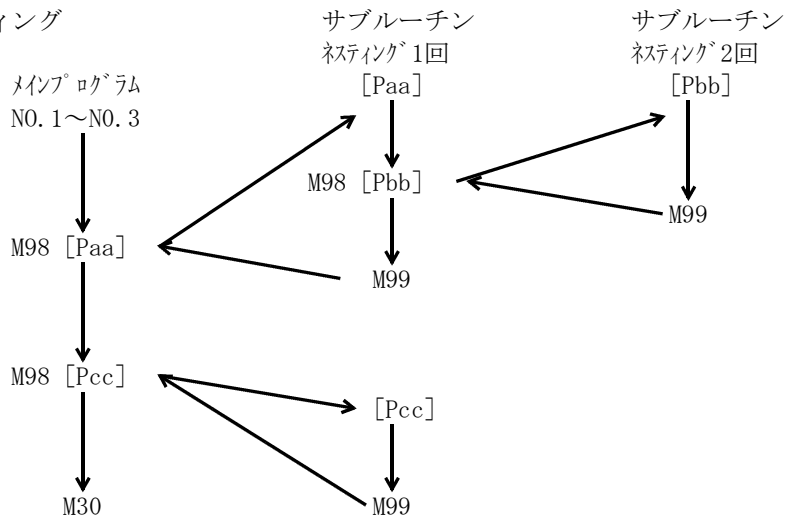 ィング
サブルーチン
ﾈｽﾃｨﾝｸﾞ1回
サブルーチン
ﾈｽﾃｨﾝｸﾞ2回
ﾒｲﾝﾌﾟﾛｸﾞﾗﾑ
NO.1～NO.3
[Paa]
[Pbb]
M98 [Pbb]
M99
M98 [Paa]
M99
M98 [Pcc]
[Pcc]
M30
M99